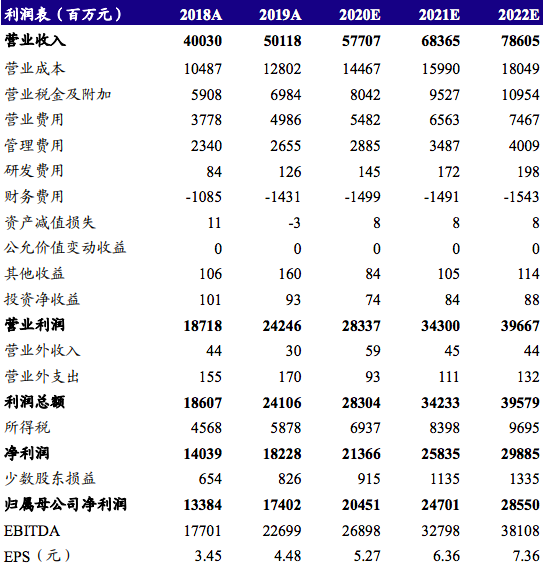 利润表（百万元） 2018A 2019A 2020E 2021E 2022E
营业收入 40030 50118 57707 68365 78605
营业成本 10487 12802 14467 15990 18049
营业税金及附加 5908 6984 8042 9527 10954
营业费用 3778 4986 5482 6563 7467
管理费用 2340 2655 2885 3487 4009
研发费用 84 126 145 172 198
财务费用 -1085 -1431 -1499 -1491 -1543
资产减值损失 11 -3 8 8 8
公允价值变动收益 0 0 0 0 0
其他收益 106 160 84 105 114
投资净收益 101 93 74 84 88
营业利润 18718 24246 28337 34300 39667
营业外收入 44 30 59 45 44
营业外支出 155 170 93 111 132
利润总额 18607 24106 28304 34233 39579
所得税 4568 5878 6937 8398 9695
净利润 14039 18228 21366 25835 29885
少数股东损益 654 826 915 1135 1335
归属母公司净利润 13384 17402 20451 24701 28550
EBITDA 17701 22699 26898 32798 38108
EPS（元） 3.45 4.48 5.27 6.36 7.36